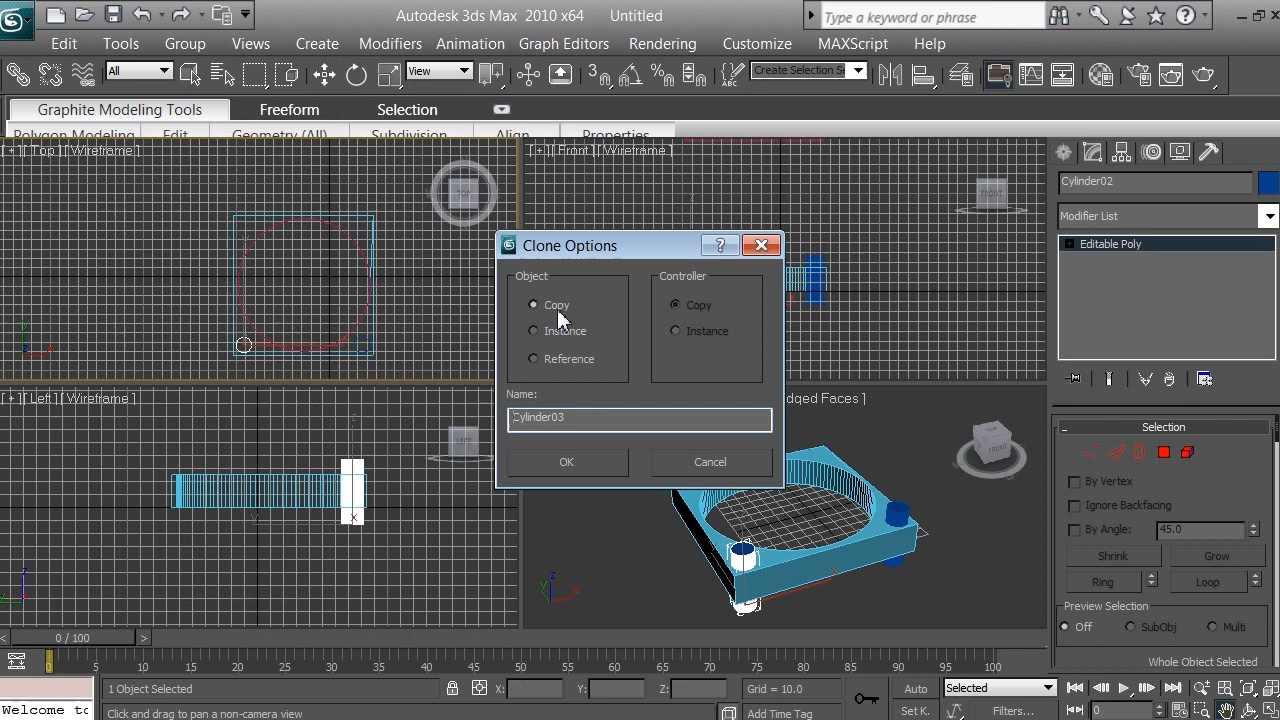 Autodesk 3ds Max 2010 x64 Untitled
Type a keyword or phrase
Edit Tools Group Views Create Modifiers Animation Graph Editors Rendering Customize MAXScript Help
All View Create Selection Se
Graphite Modeling Tools Freeform Selection
Polygon Modeling Edit Geometry (All) Subdivision Align Properties
[ + ] [ Top ] [ Wireframe ]
[ + ] [ Front ] [ Wireframe ]
TOP
FRONT
Cylinder02
Modifier List
Editable Poly
Clone Options
Object
Controller
Copy
Copy
Instance
Instance
Reference
Name:
Cylinder03
OK
Cancel
[ + ] [ Left ] [ Wireframe ]
dged Faces ]
LEFT
FRONT
Selection
By Vertex
Ignore Backfacing
By Angle: 45.0
Shrink Grow
Ring Loop
Preview Selection
Off SubObj Multi
Whole Object Selected
< 0 / 100 >
0 5 10 15 20 25 30 35 40 45 50 55 60 65 70 75 80 85 90 95 100
1 Object Selected X: Y: Z: Grid = 10.0 Auto Selected
Welcome to Click and drag to pan a non-camera view Add Time Tag Set K. Filters... 0